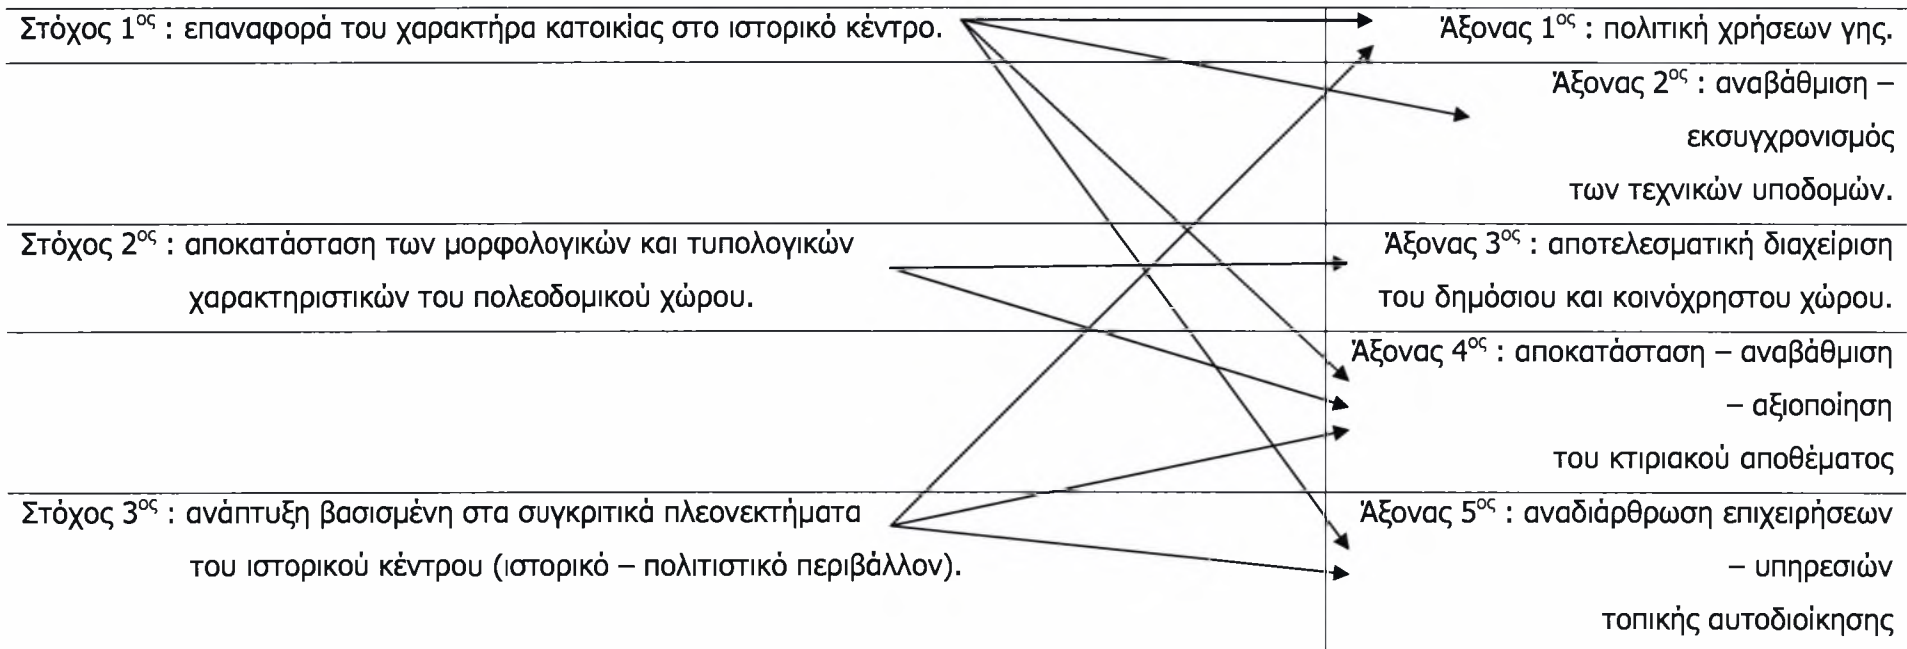 Στόχος 1ος : επαναφορά του χαρακτήρα κατοικίας στο ιστορικό κέντρο.
Άξονας 1ος : πολιτική χρήσεων γης.
Άξονας 2ος : αναβάθμιση –
εκσυγχρονισμός
των τεχνικών υποδομών.
Στόχος 2ος : αποκατάσταση των μορφολογικών και τυπολογικών
χαρακτηριστικών του πολεοδομικού χώρου.
Άξονας 3ος : αποτελεσματική διαχείριση
του δημόσιου και κοινόχρηστου χώρου.
Άξονας 4ος : αποκατάσταση – αναβάθμιση
– αξιοποίηση
του κτιριακού αποθέματος
Στόχος 3ος : ανάπτυξη βασισμένη στα συγκριτικά πλεονεκτήματα
του ιστορικού κέντρου (ιστορικό – πολιτιστικό περιβάλλον).
Άξονας 5ος : αναδιάρθρωση επιχειρήσεων
– υπηρεσιών
τοπικής αυτοδιοίκησης